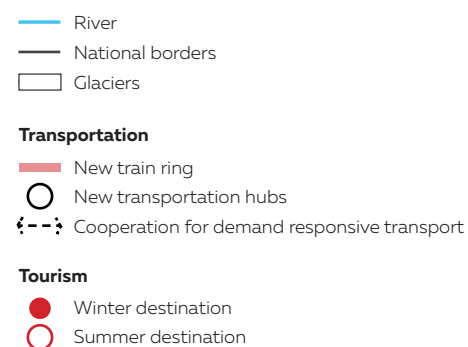 River
National borders
Glaciers
Transportation
New train ring
New transportation hubs
Cooperation for demand responsive transport
Tourism
Winter destination
Summer destination